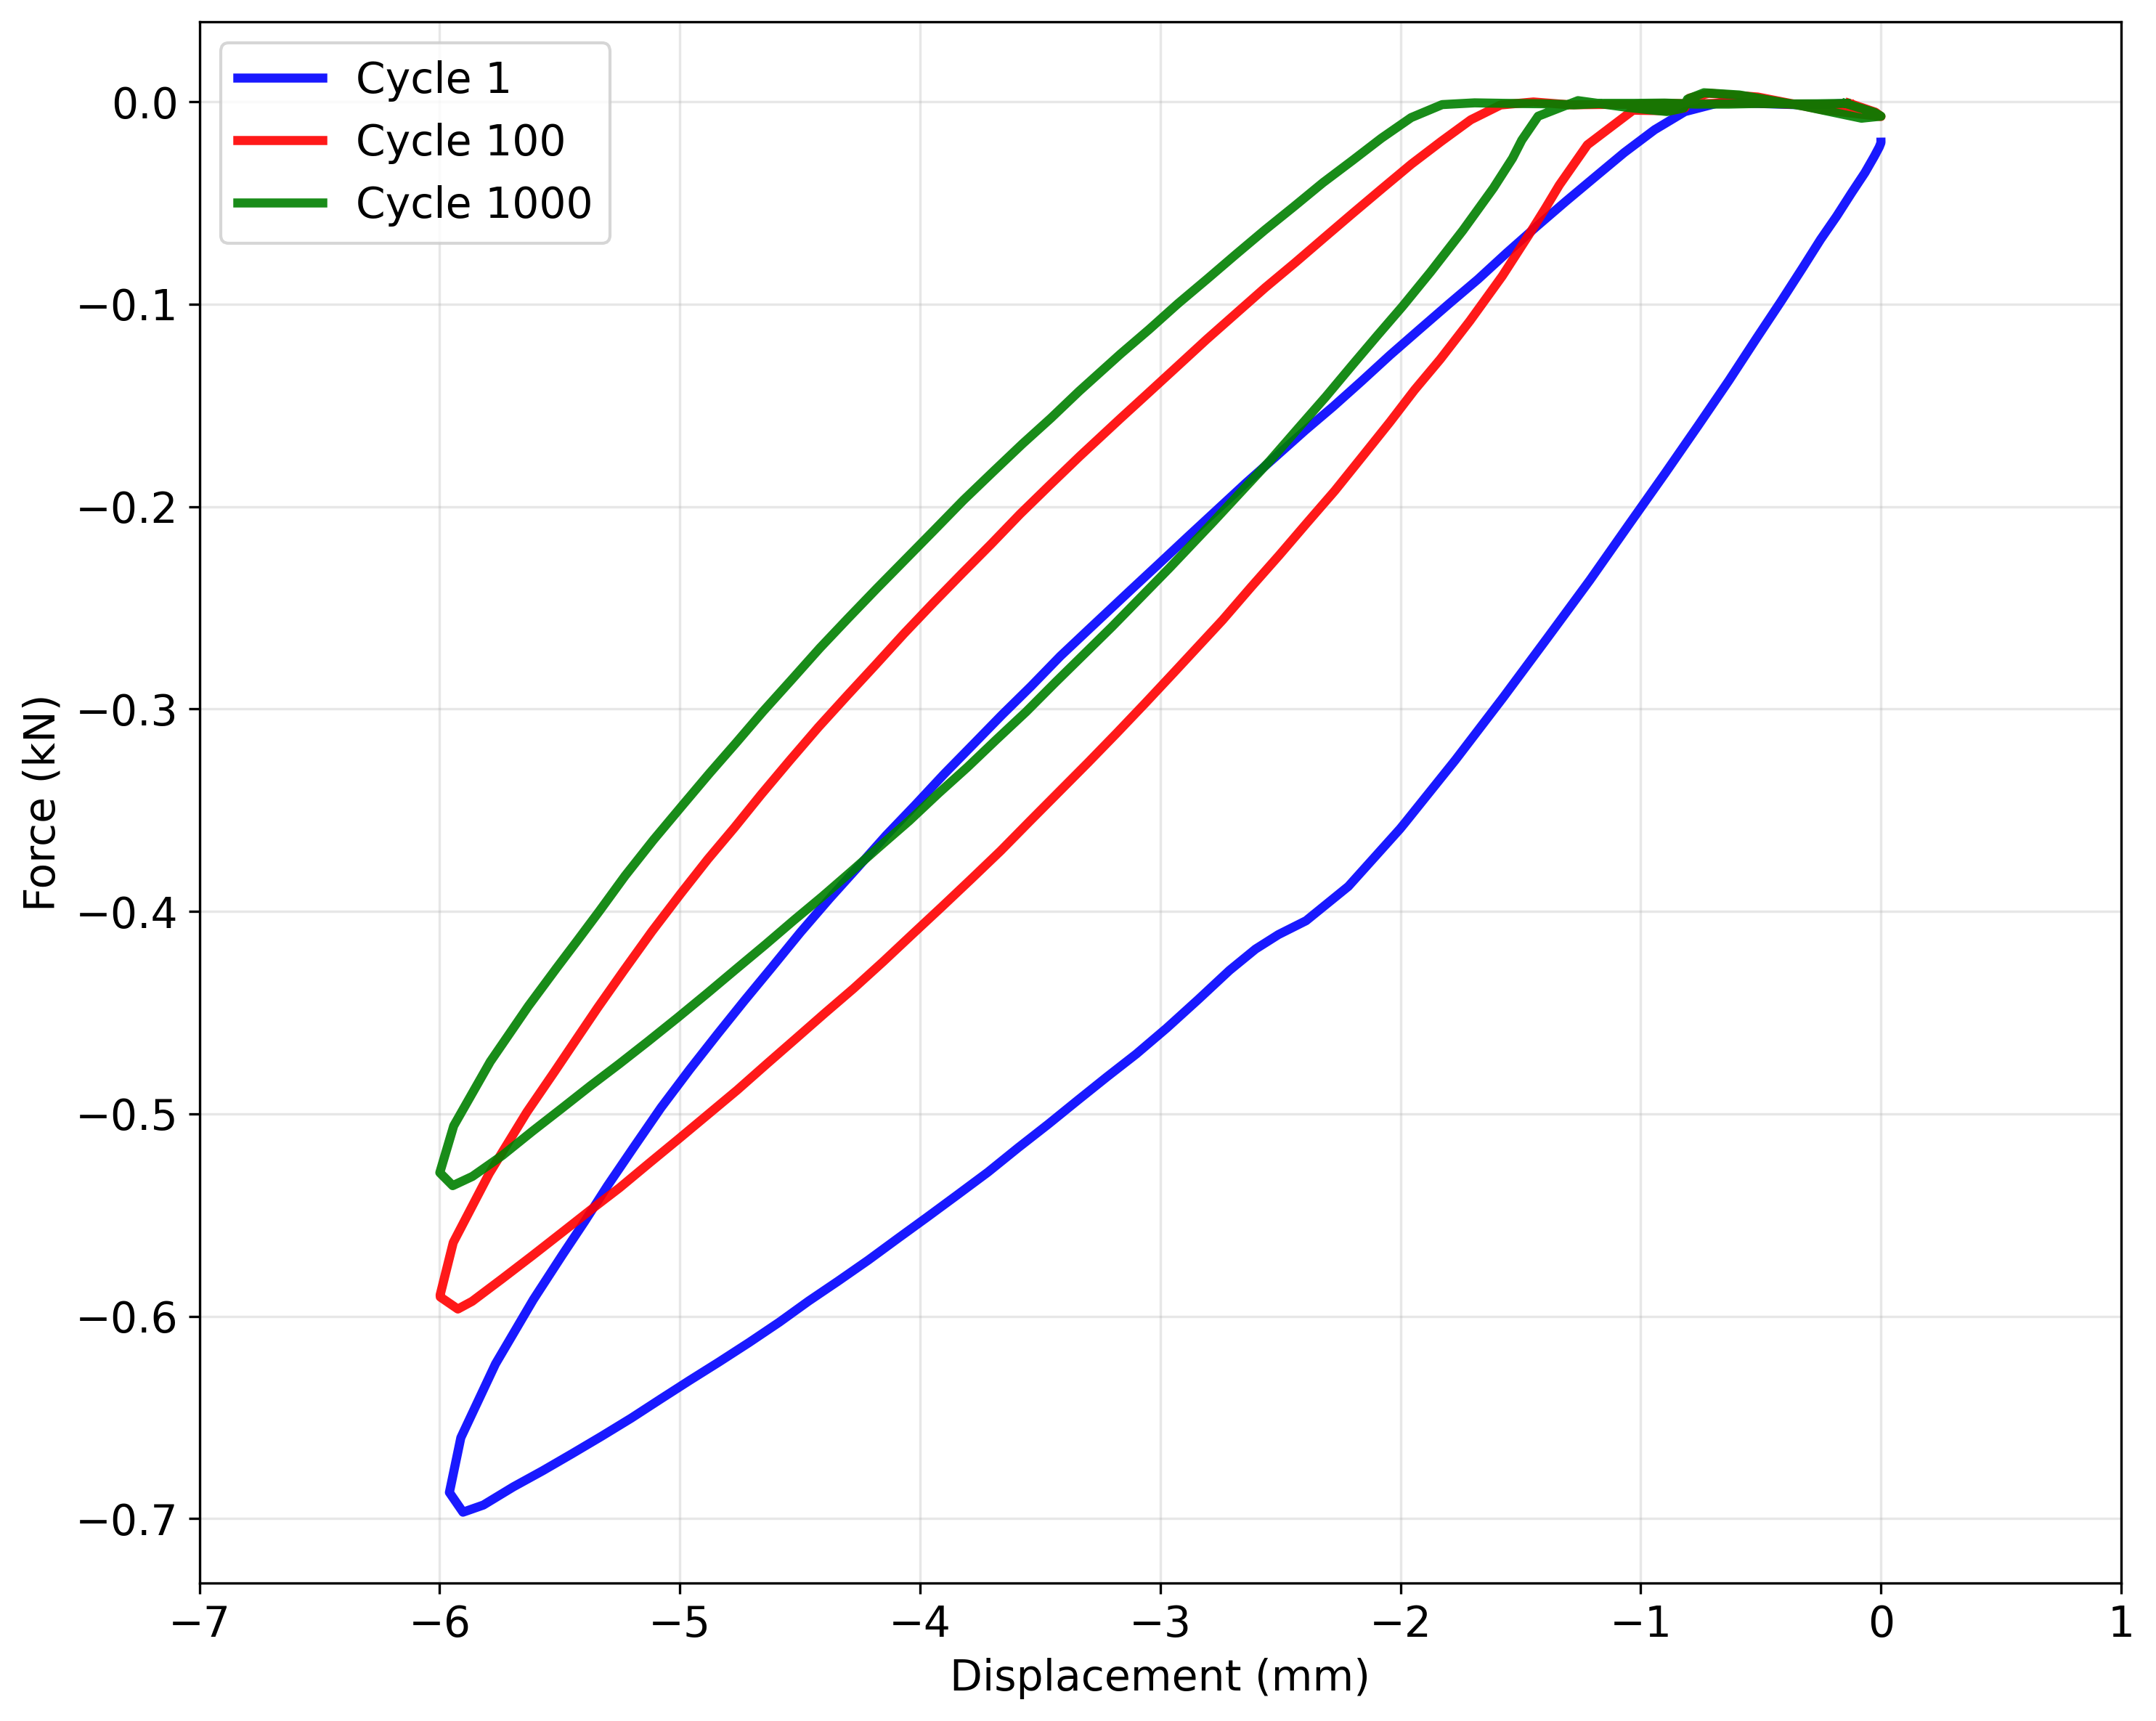 Cycle 1
Cycle 100
Cycle 1000
0.0
−0.1
−0.2
−0.3
−0.4
−0.5
−0.6
−0.7
Force (kN)
−7 −6 −5 −4 −3 −2 −1 0 1
Displacement (mm)